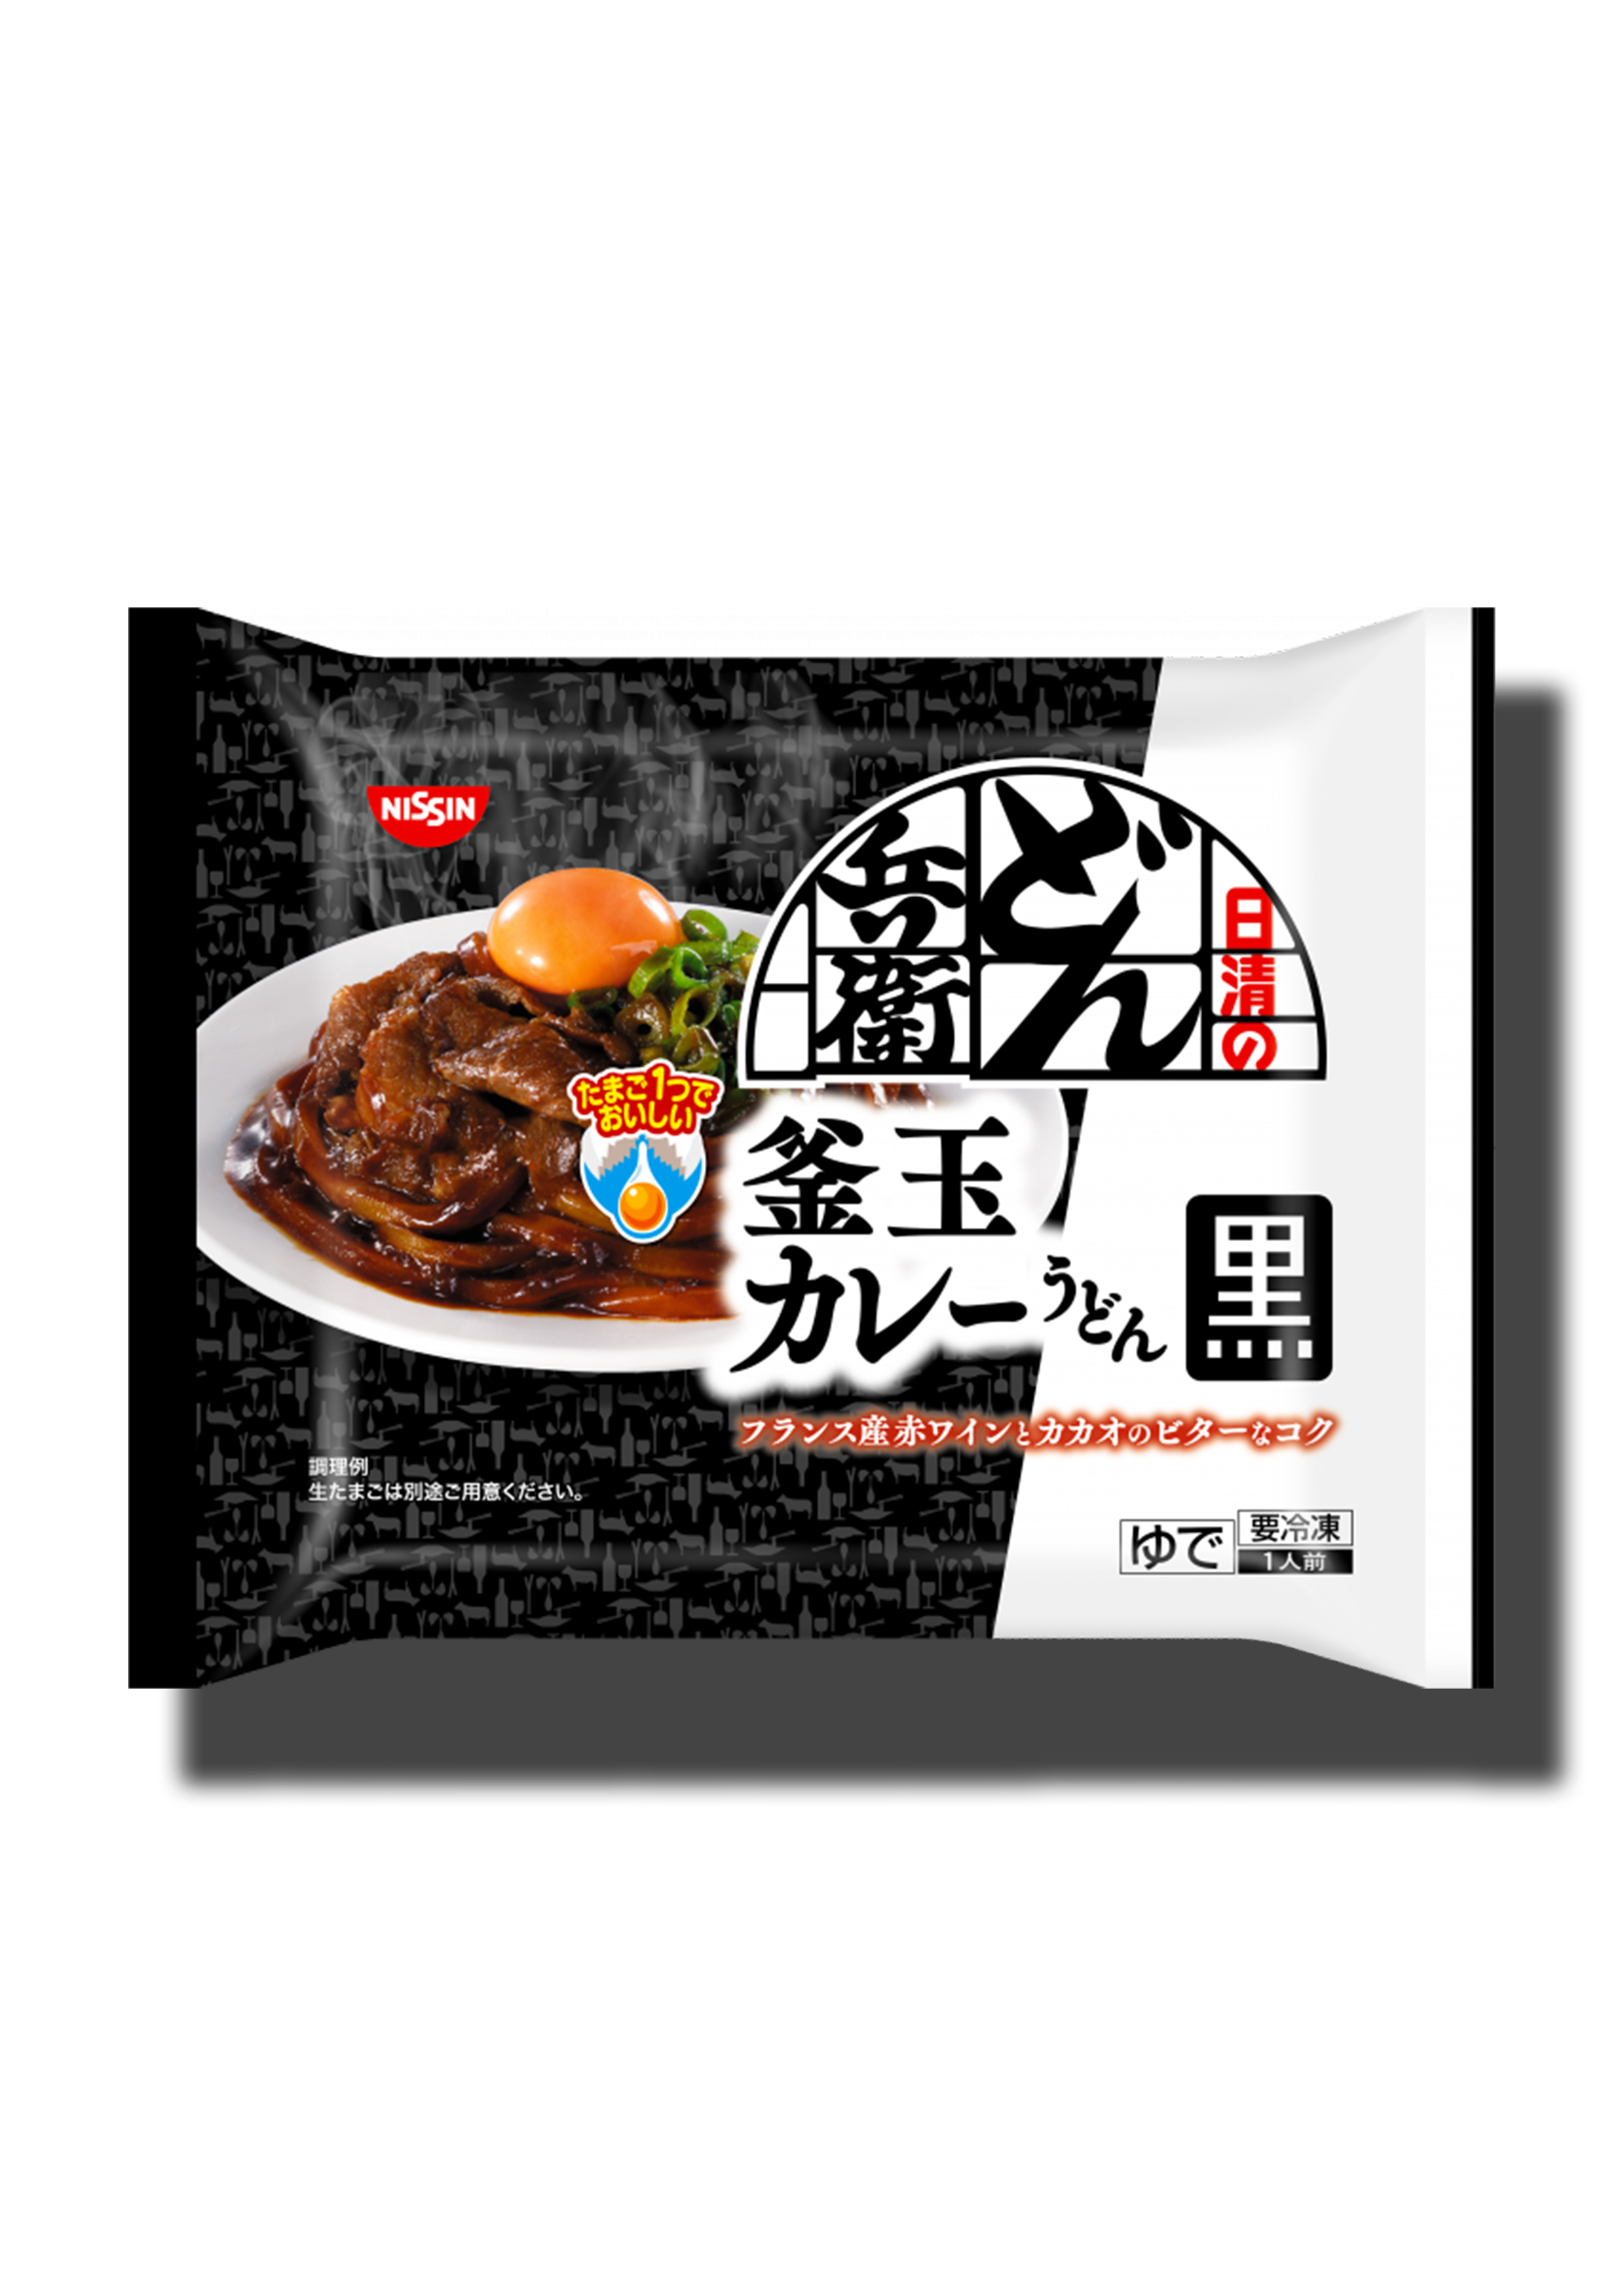 NISSIN
日清の
どん
兵衛
たまご1つで
おいしい
釜玉
カレーうどん
黒
フランス産赤ワインとカカオのビターなコク
調理例
生たまごは別途ご用意ください。
ゆで
要冷凍
1人前